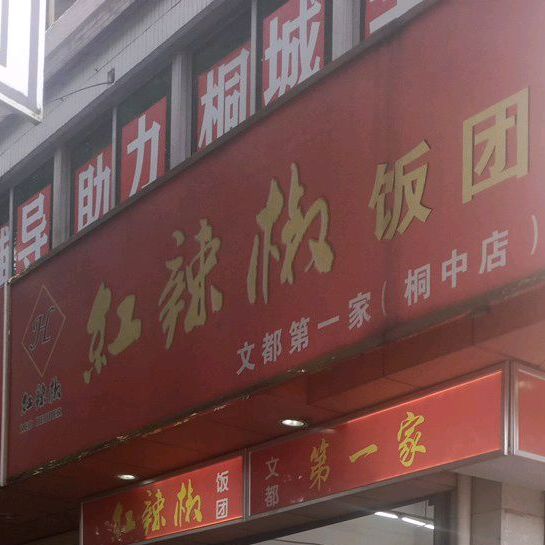 辅导 助力 桐城
红辣椒饭团
文都第一家(桐中店)
红辣椒
红辣椒饭团
文都第一家